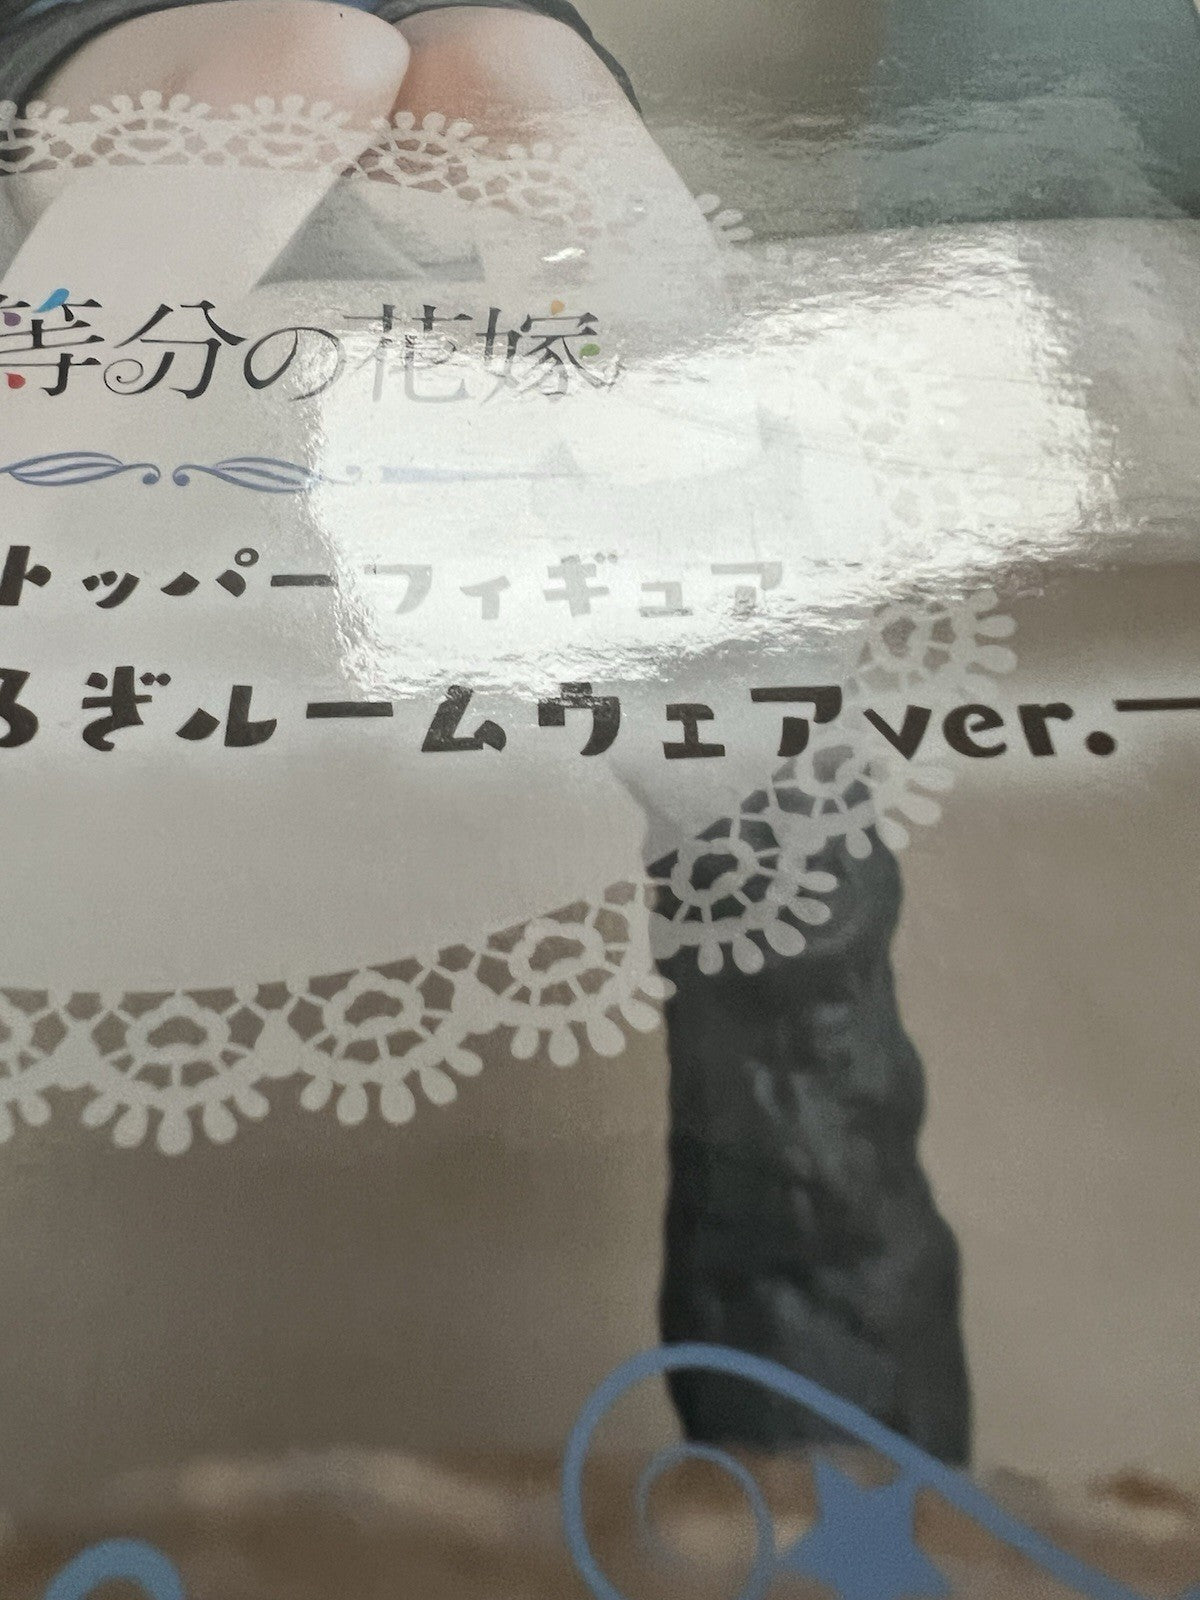 等分の花嫁
トッパーフィギュア
ろぎルームウェアver.